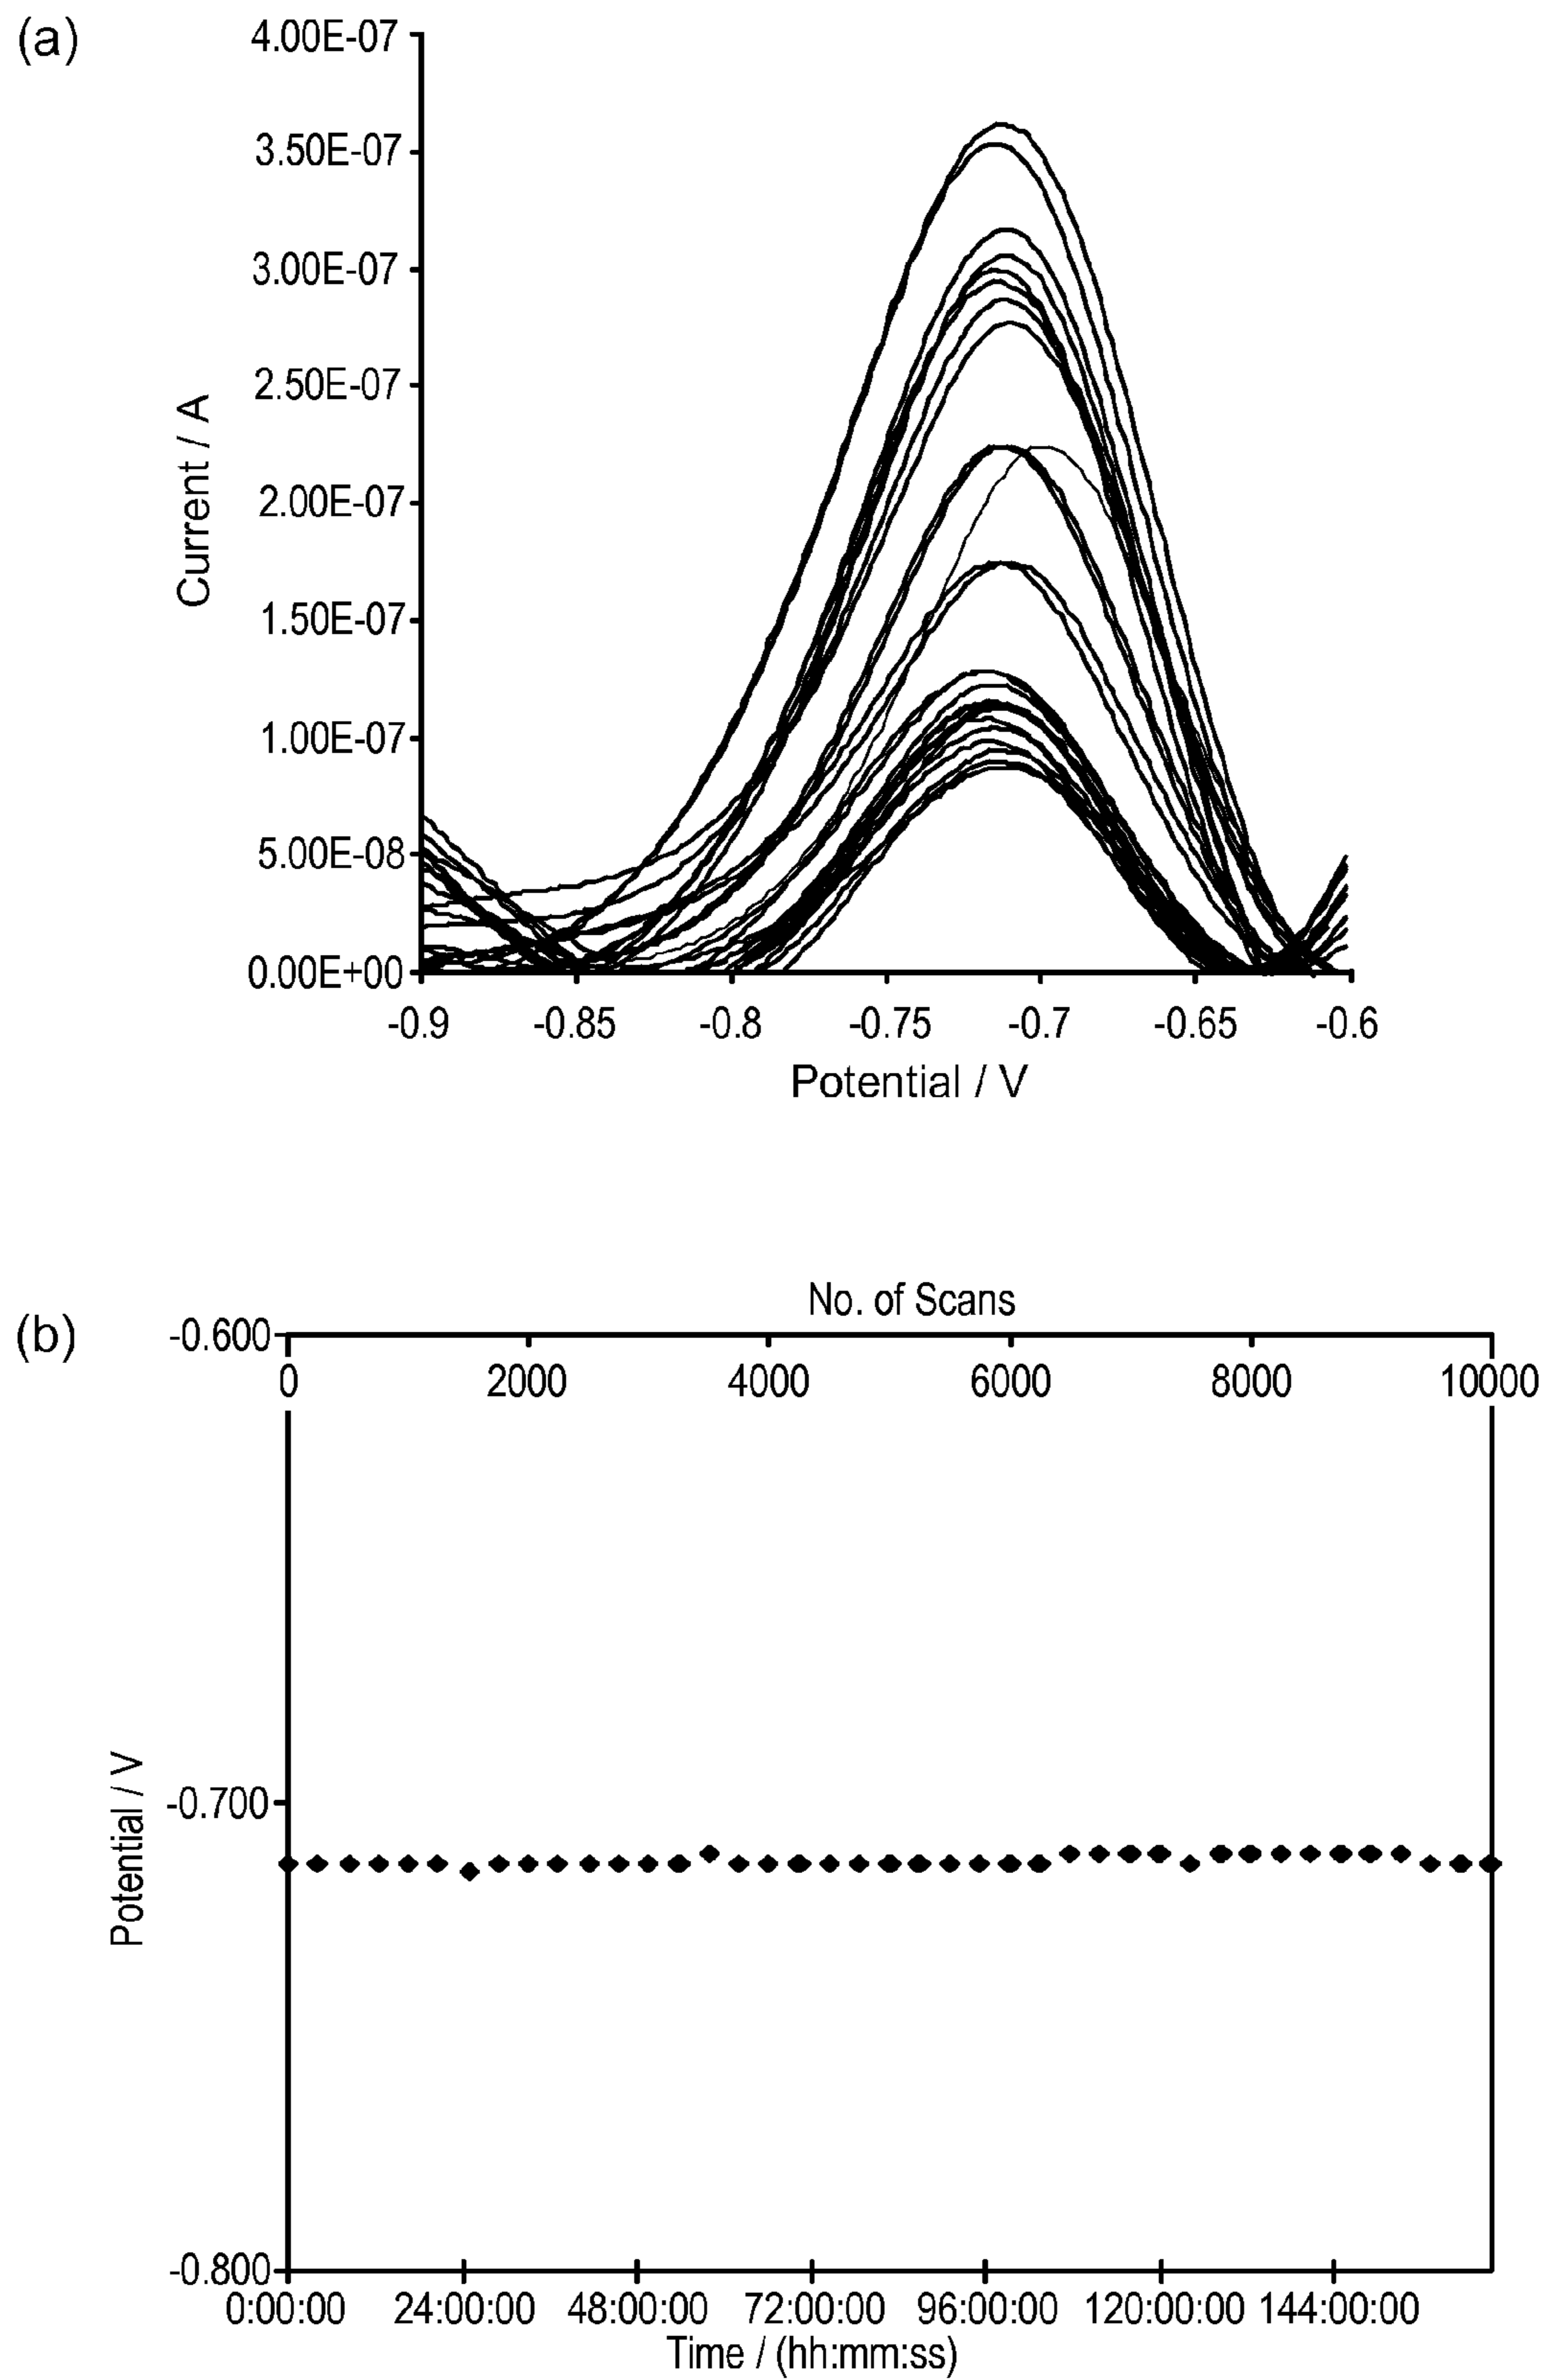 (a)
4.00E-07
3.50E-07
3.00E-07
2.50E-07
2.00E-07
1.50E-07
1.00E-07
5.00E-08
0.00E+00
Current / A
-0.9 -0.85 -0.8 -0.75 -0.7 -0.65 -0.6
Potential / V
(b)
No. of Scans
-0.600
0 2000 4000 6000 8000 10000
-0.700
Potential / V
-0.800
0:00:00 24:00:00 48:00:00 72:00:00 96:00:00 120:00:00 144:00:00
Time / (hh:mm:ss)